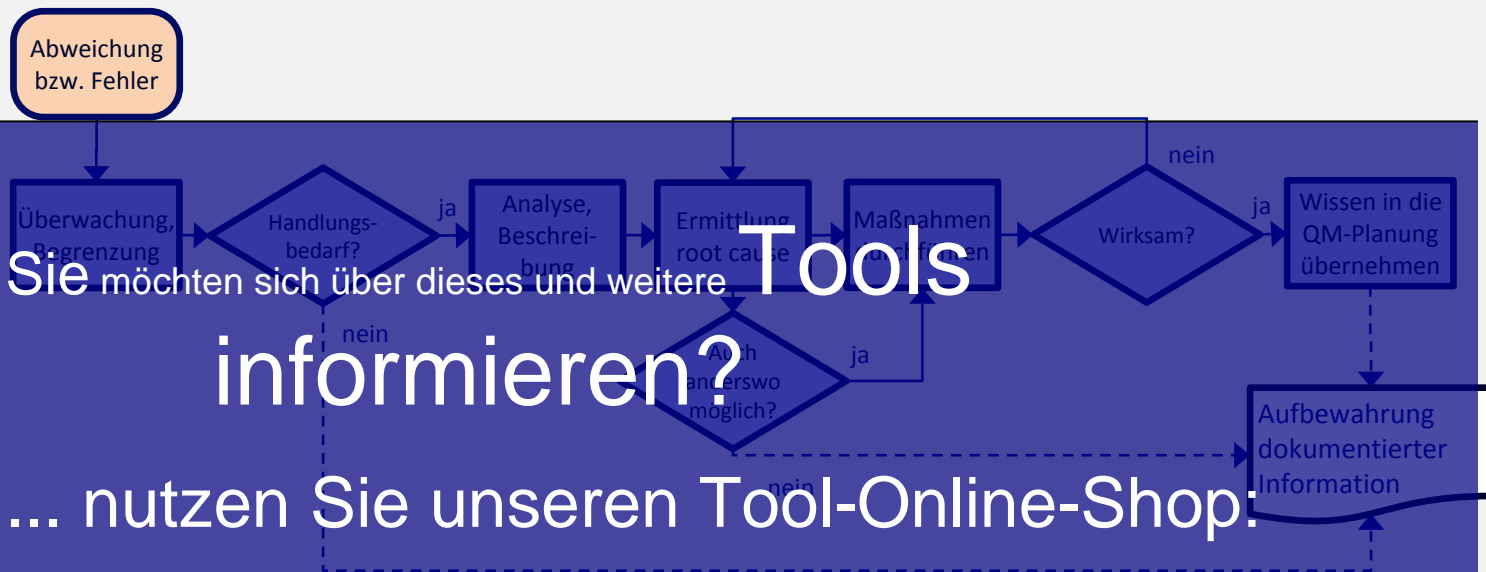 Abweichung
bzw. Fehler
nein
Überwachung,
Begrenzung
Handlungs-
bedarf?
ja
Analyse,
Beschrei-
bung
Ermittlung
root cause
Maßnahmen
durchführen
Wirksam?
ja
Wissen in die
QM-Planung
übernehmen
Sie möchten sich über dieses und weitere Tools
informieren?
nein
Auch
anderswo
möglich?
ja
Aufbewahrung
dokumentierter
Information
nein
... nutzen Sie unseren Tool-Online-Shop: